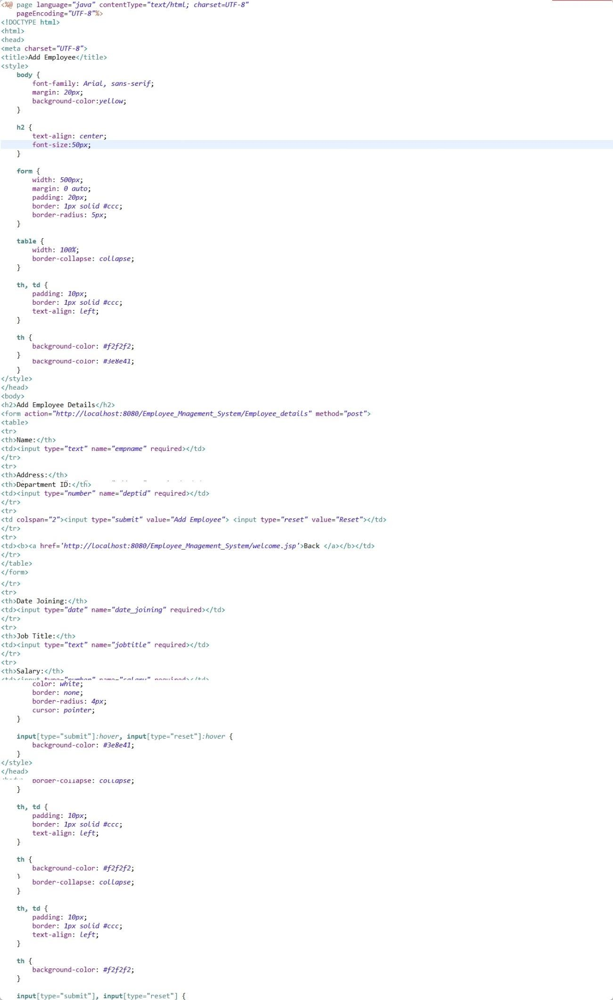 <%@ page language="java" contentType="text/html; charset=UTF-8"
    pageEncoding="UTF-8"%>
<!DOCTYPE html>
<html>
<head>
<meta charset="UTF-8">
<title>Add Employee</title>
<style>
    body {
        font-family: Arial, sans-serif;
        margin: 20px;
        background-color:yellow;
    }

    h2 {
        text-align: center;
        font-size:50px;
    }

    form {
        width: 500px;
        margin: 0 auto;
        padding: 20px;
        border: 1px solid #ccc;
        border-radius: 5px;
    }

    table {
        width: 100%;
        border-collapse: collapse;
    }

    th, td {
        padding: 10px;
        border: 1px solid #ccc;
        text-align: left;
    }

    th {
        background-color: #f2f2f2;
    }
        background-color: #3e8e41;
    }
</style>
</head>
<body>
<h2>Add Employee Details</h2>
<form action="http://localhost:8080/Employee_Mnagement_System/Employee_details" method="post">
<table>
<tr>
<th>Name:</th>
<td><input type="text" name="empname" required></td>
</tr>
<tr>
<th>Address:</th>
<th>Department ID:</th>
<td><input type="number" name="deptid" required></td>
</tr>
<tr>
<td colspan="2"><input type="submit" value="Add Employee"> <input type="reset" value="Reset"></td>
</tr>
<tr>
<td><b><a href='http://localhost:8080/Employee_Mnagement_System/welcome.jsp'>Back </a></b></td>
</tr>
</table>
</form>
</tr>
<tr>
<th>Date Joining:</th>
<td><input type="date" name="date_joining" required></td>
</tr>
<tr>
<th>Job Title:</th>
<td><input type="text" name="jobtitle" required></td>
</tr>
<tr>
<th>Salary:</th>
<td><input type="number" name="salary" required></td>
        color: white;
        border: none;
        border-radius: 4px;
        cursor: pointer;
    }

    input[type="submit"]:hover, input[type="reset"]:hover {
        background-color: #3e8e41;
    }
</style>
</head>
        border-collapse: collapse;
    }

    th, td {
        padding: 10px;
        border: 1px solid #ccc;
        text-align: left;
    }

    th {
        background-color: #f2f2f2;
    }
        border-collapse: collapse;
    }

    th, td {
        padding: 10px;
        border: 1px solid #ccc;
        text-align: left;
    }

    th {
        background-color: #f2f2f2;
    }

    input[type="submit"], input[type="reset"] {